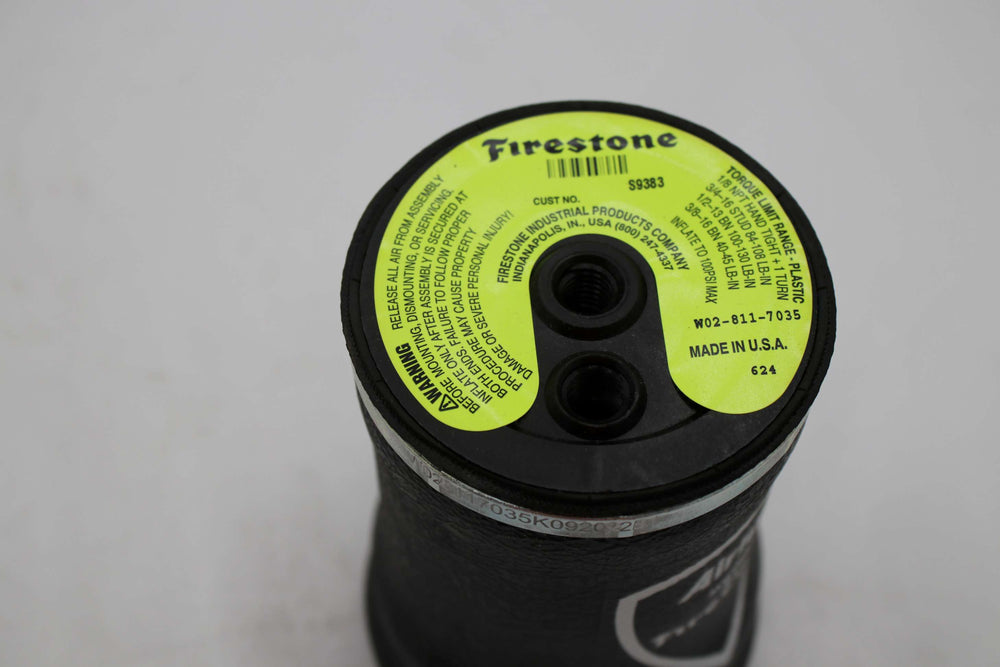 Firestone
S9383
CUST NO.
FIRESTONE INDUSTRIAL PRODUCTS COMPANY
INDIANAPOLIS, IN., USA (800) 247-4337
TORQUE LIMIT RANGE - PLASTIC
1/8 NPT HAND TIGHT + 1 TURN
3/4-16 STUD 84-108 LB-IN
1/2-13 BN 100-130 LB-IN
3/8-16 BN 40-45 LB-IN
INFLATE TO 100PSI MAX
W02-811-7035
MADE IN U.S.A.
624
WARNING RELEASE ALL AIR FROM ASSEMBLY
BEFORE MOUNTING, DISMOUNTING, OR SERVICING.
INFLATE ONLY AFTER ASSEMBLY IS SECURED AT
BOTH ENDS. FAILURE TO FOLLOW PROPER
PROCEDURE MAY CAUSE PROPERTY
DAMAGE OR SEVERE PERSONAL INJURY!